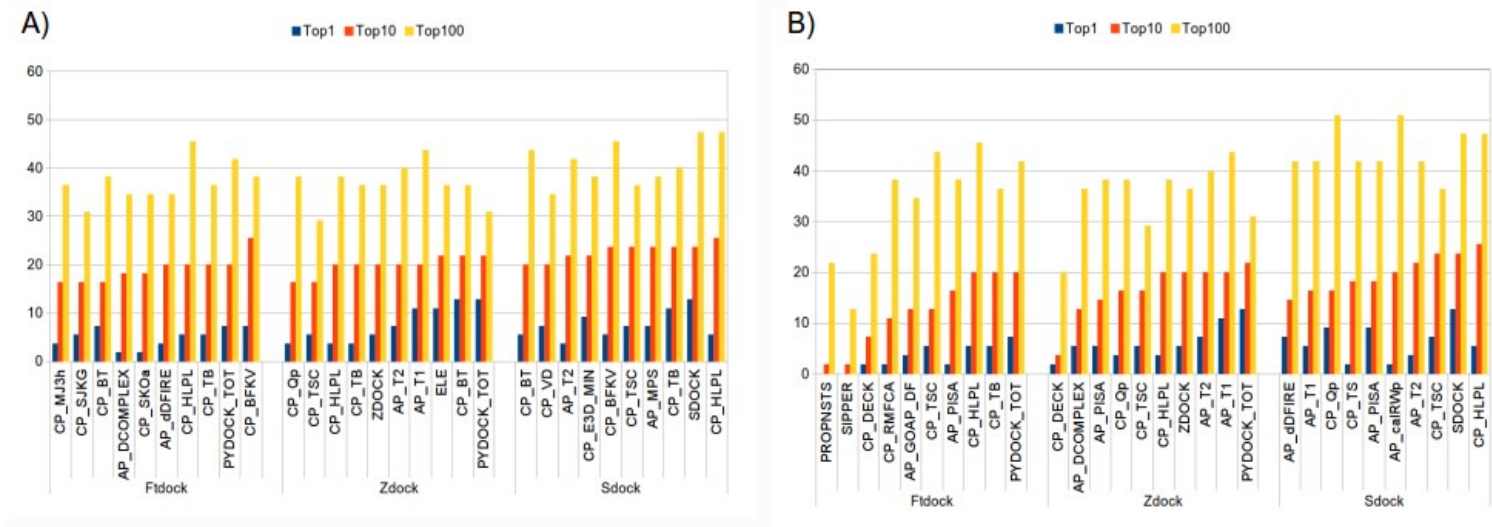 A)
Top1 Top10 Top100
60
50
40
30
20
10
0
CP_MJ3h
CP_SJKG
CP_BT
AP_DCOMPLEX
CP_SKOa
AP_dDFIRE
CP_HLPL
CP_TB
PYDOCK_TOT
CP_BFKV
CP_Qp
CP_TSC
CP_HLPL
CP_TB
ZDOCK
AP_T2
AP_T1
ELE
CP_BT
PYDOCK_TOT
CP_BT
CP_VD
AP_T2
CP_E3D_MIN
CP_BFKV
CP_TSC
AP_MPS
CP_TB
SDOCK
CP_HLPL
Ftdock Zdock Sdock
B)
Top1 Top10 Top100
60
50
40
30
20
10
0
PROPNSTS
SIPPER
CP_DECK
CP_RMFCA
AP_GOAP_DF
CP_TSC
AP_PISA
CP_HLPL
CP_TB
PYDOCK_TOT
CP_DECK
AP_DCOMPLEX
AP_PISA
CP_Qp
CP_TSC
CP_HLPL
ZDOCK
AP_T2
AP_T1
PYDOCK_TOT
AP_dDFIRE
AP_T1
CP_Qp
CP_TS
AP_PISA
AP_calRWp
AP_T2
CP_TSC
SDOCK
CP_HLPL
Ftdock Zdock Sdock